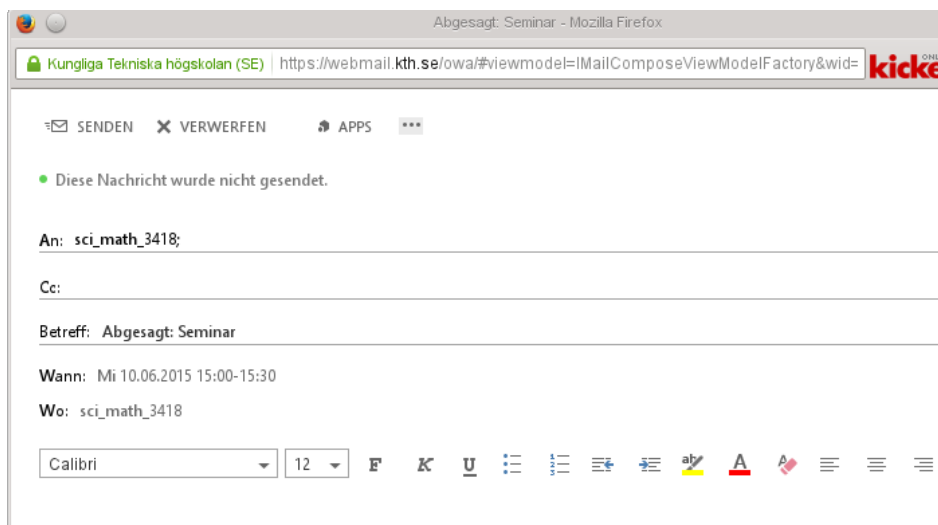 Abgesagt: Seminar - Mozilla Firefox
Kungliga Tekniska högskolan (SE) https://webmail.kth.se/owa/#viewmodel=IMailComposeViewModelFactory&wid=
SENDEN VERWERFEN APPS •••
Diese Nachricht wurde nicht gesendet.
An: sci_math_3418;
Cc:
Betreff: Abgesagt: Seminar
Wann: Mi 10.06.2015 15:00-15:30
Wo: sci_math_3418
Calibri 12 F K U